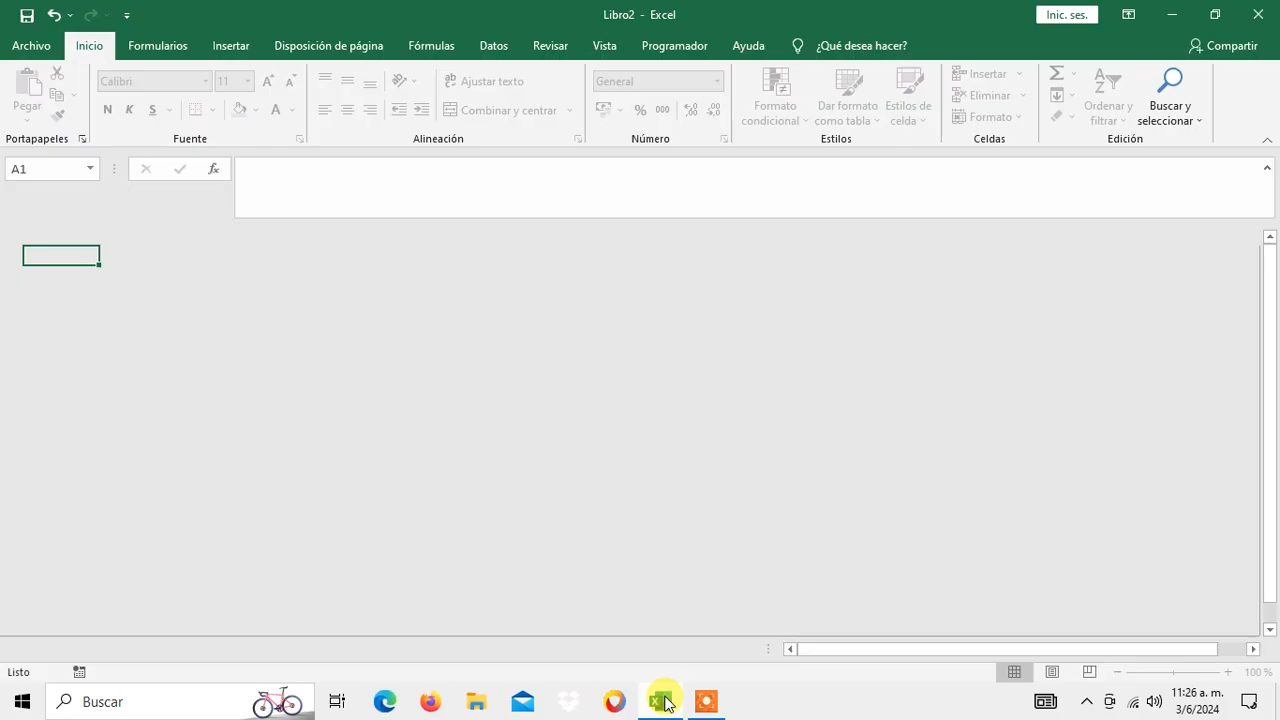 Libro2 - Excel
Inic. ses.
Archivo Inicio Formularios Insertar Disposición de página Fórmulas Datos Revisar Vista Programador Ayuda ¿Qué desea hacer? Compartir
Pegar
Portapapeles
Calibri 11
N K S A
Fuente
Ajustar texto
Combinar y centrar
Alineación
General
% 000
Número
Formato condicional
Dar formato como tabla
Estilos de celda
Estilos
Insertar
Eliminar
Formato
Celdas
Ordenar y filtrar
Buscar y seleccionar
Edición
A1 fx
Listo 100 %
Buscar
11:26 a. m.
3/6/2024